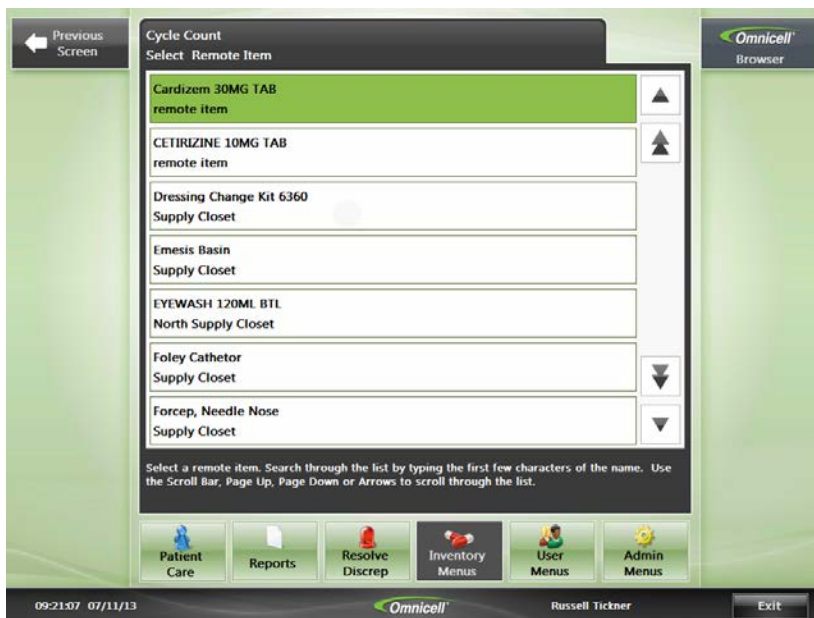 Previous
Screen
Cycle Count
Select Remote Item
Omnicell
Browser
Cardizem 30MG TAB
remote item
CETIRIZINE 10MG TAB
remote item
Dressing Change Kit 6360
Supply Closet
Emesis Basin
Supply Closet
EYEWASH 120ML BTL
North Supply Closet
Foley Cathetor
Supply Closet
Forcep, Needle Nose
Supply Closet
Select a remote item. Search through the list by typing the first few characters of the name. Use
the Scroll Bar, Page Up, Page Down or Arrows to scroll through the list.
Patient
Care
Reports
Resolve
Discrep
Inventory
Menus
User
Menus
Admin
Menus
09:21:07 07/11/13
Omnicell
Russell Tickner
Exit